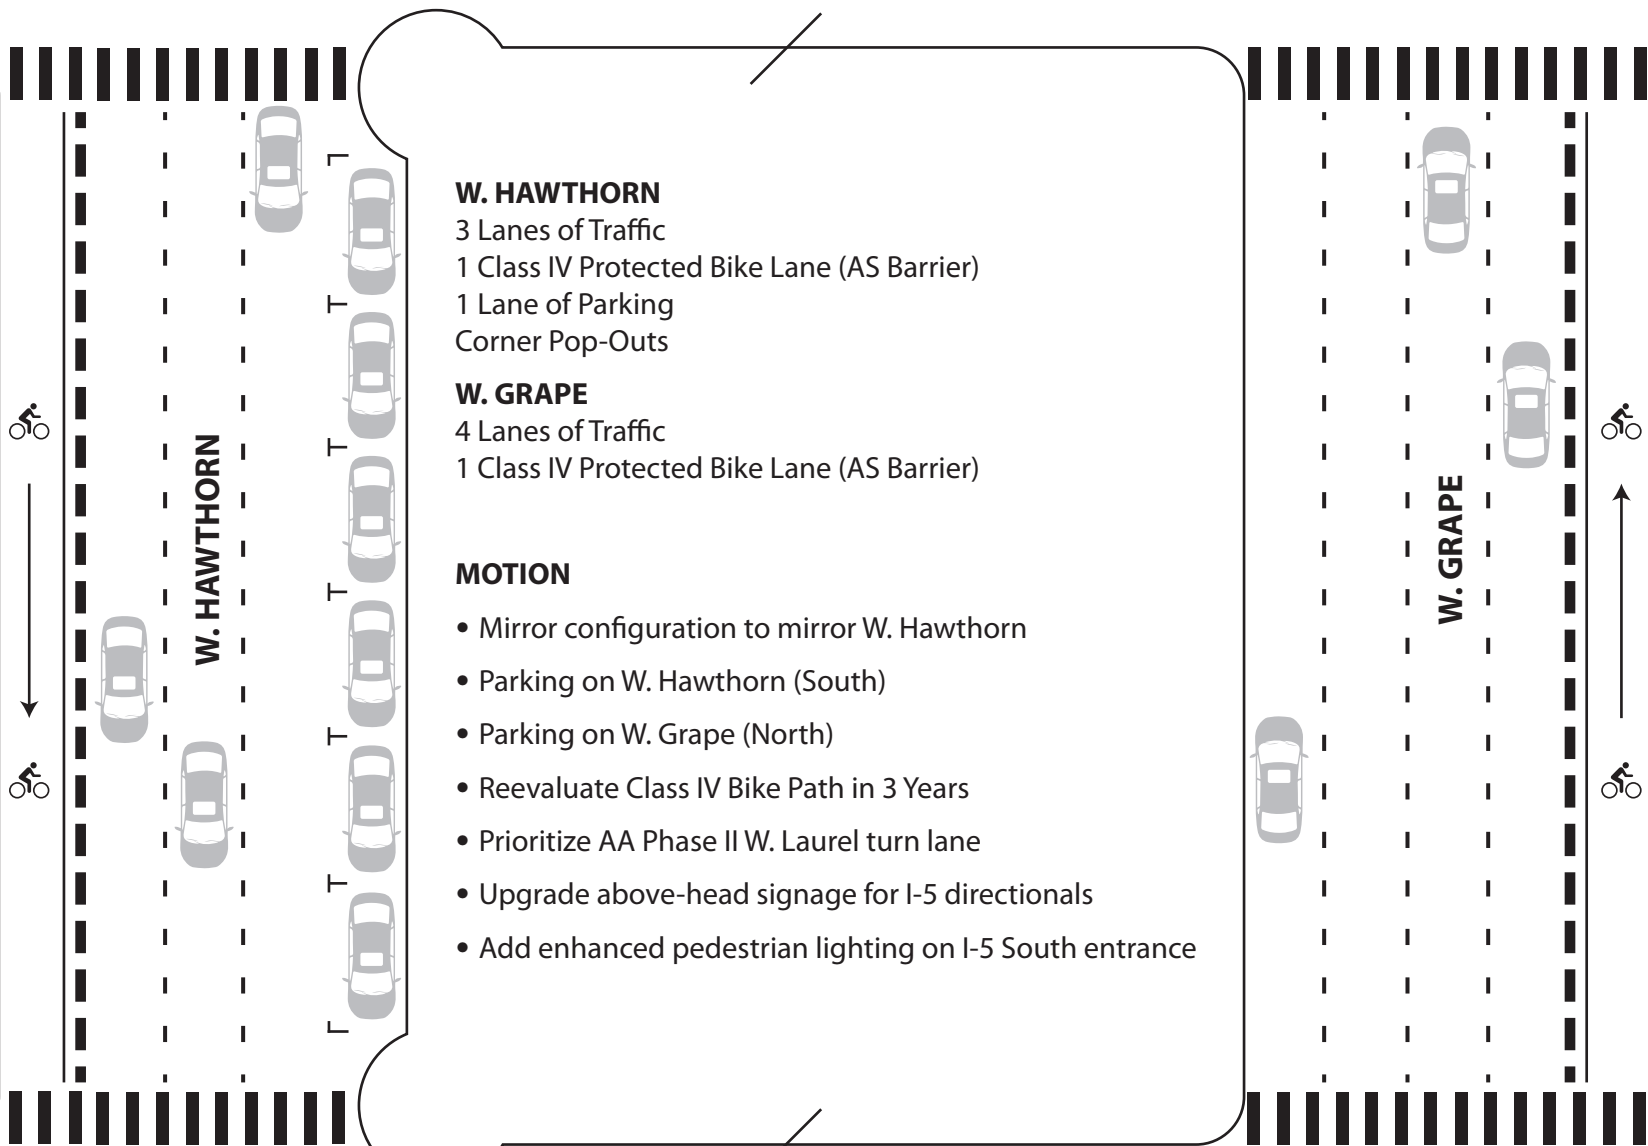 W. HAWTHORN
3 Lanes of Traffic
1 Class IV Protected Bike Lane (AS Barrier)
1 Lane of Parking
Corner Pop-Outs
W. GRAPE
4 Lanes of Traffic
1 Class IV Protected Bike Lane (AS Barrier)
MOTION
• Mirror configuration to mirror W. Hawthorn
• Parking on W. Hawthorn (South)
• Parking on W. Grape (North)
• Reevaluate Class IV Bike Path in 3 Years
• Prioritize AA Phase II W. Laurel turn lane
• Upgrade above-head signage for I-5 directionals
• Add enhanced pedestrian lighting on I-5 South entrance
W. HAWTHORN
W. GRAPE